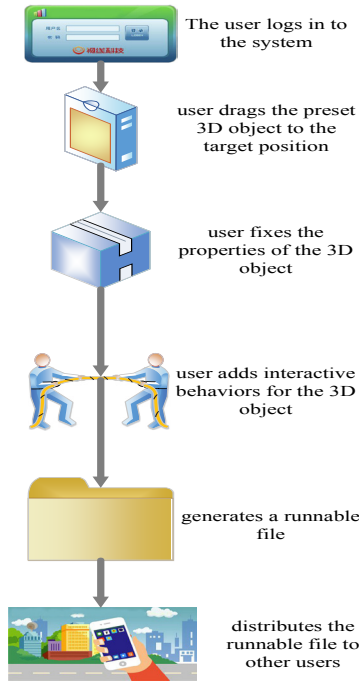 The user logs in to
the system
user drags the preset
3D object to the
target position
user fixes the
properties of the 3D
object
user adds interactive
behaviors for the 3D
object
generates a runnable
file
distributes the
runnable file to
other users